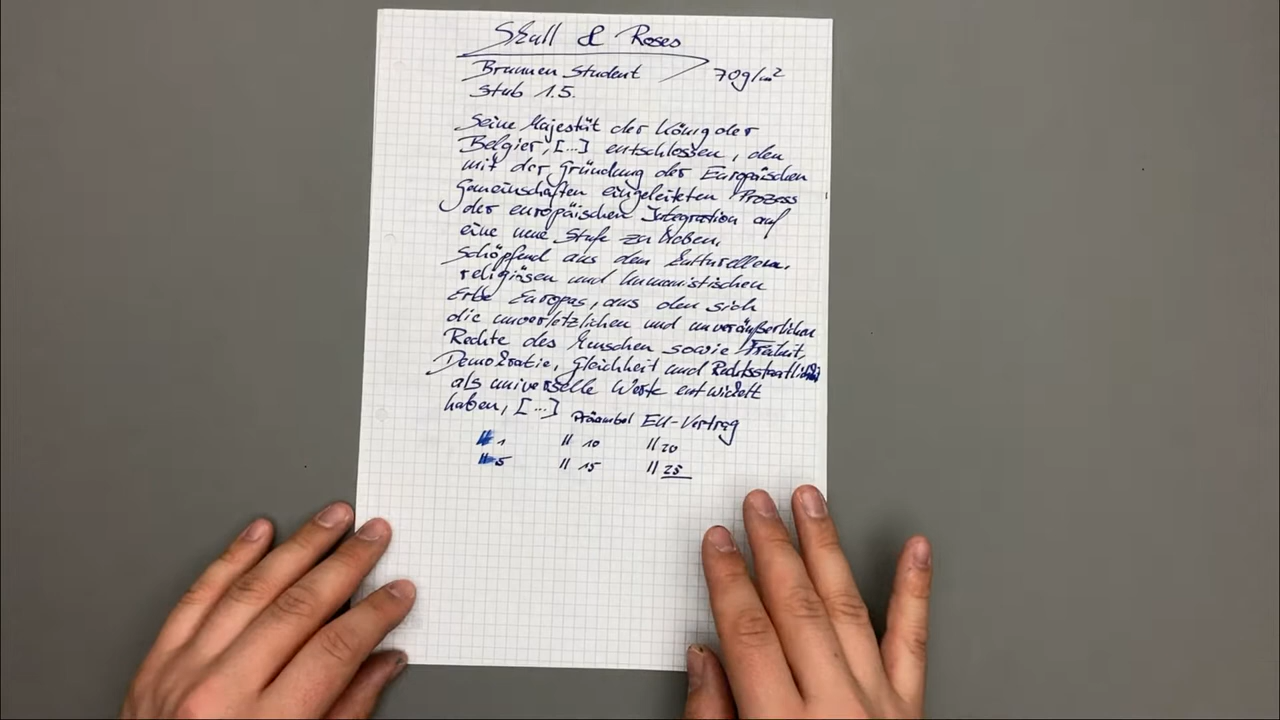 Skull & Roses
Brunnen Student 70g/m²
Stub 1.5.
Seine Majestät der König der
Belgier, [...] entschlossen, den
mit der Gründung der Europäischen
Gemeinschaften eingeleiteten Prozess
der europäischen Integration auf
eine neue Stufe zu heben,
Schöpfend aus dem kulturellen,
religiösen und humanistischen
Erbe Europas, aus den sich
die unverletzlichen und unveräußerlichen
Rechte des Menschen sowie Freiheit,
Demokratie, Gleichheit und Rechtsstaatlich
als universelle Werte entwickelt
haben, [...] Präambel EU-Vertrag
// 1 // 10 // 20
// 5 // 15 // 25